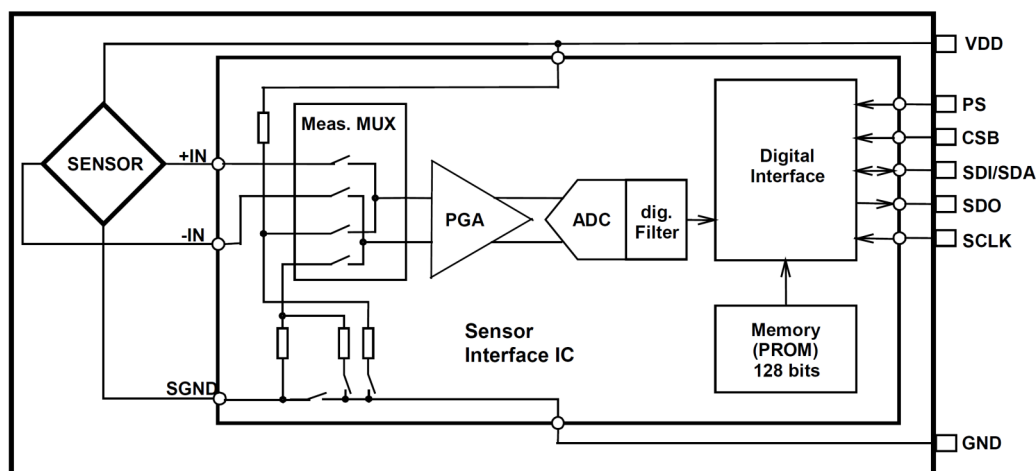 VDD
PS
Meas. MUX
CSB
SENSOR
+IN
Digital
Interface
SDI/SDA
SDO
PGA
ADC
dig.
Filter
-IN
SCLK
Sensor
Interface IC
Memory
(PROM)
128 bits
SGND
GND